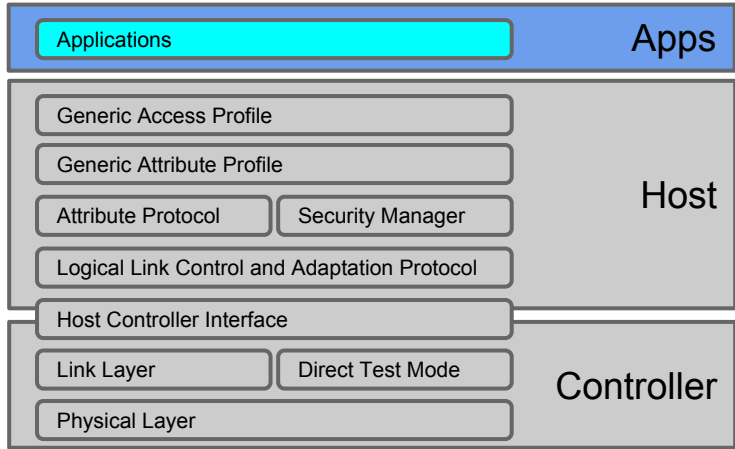 Applications
Apps
Generic Access Profile
Generic Attribute Profile
Attribute Protocol
Security Manager
Host
Logical Link Control and Adaptation Protocol
Host Controller Interface
Link Layer
Direct Test Mode
Controller
Physical Layer